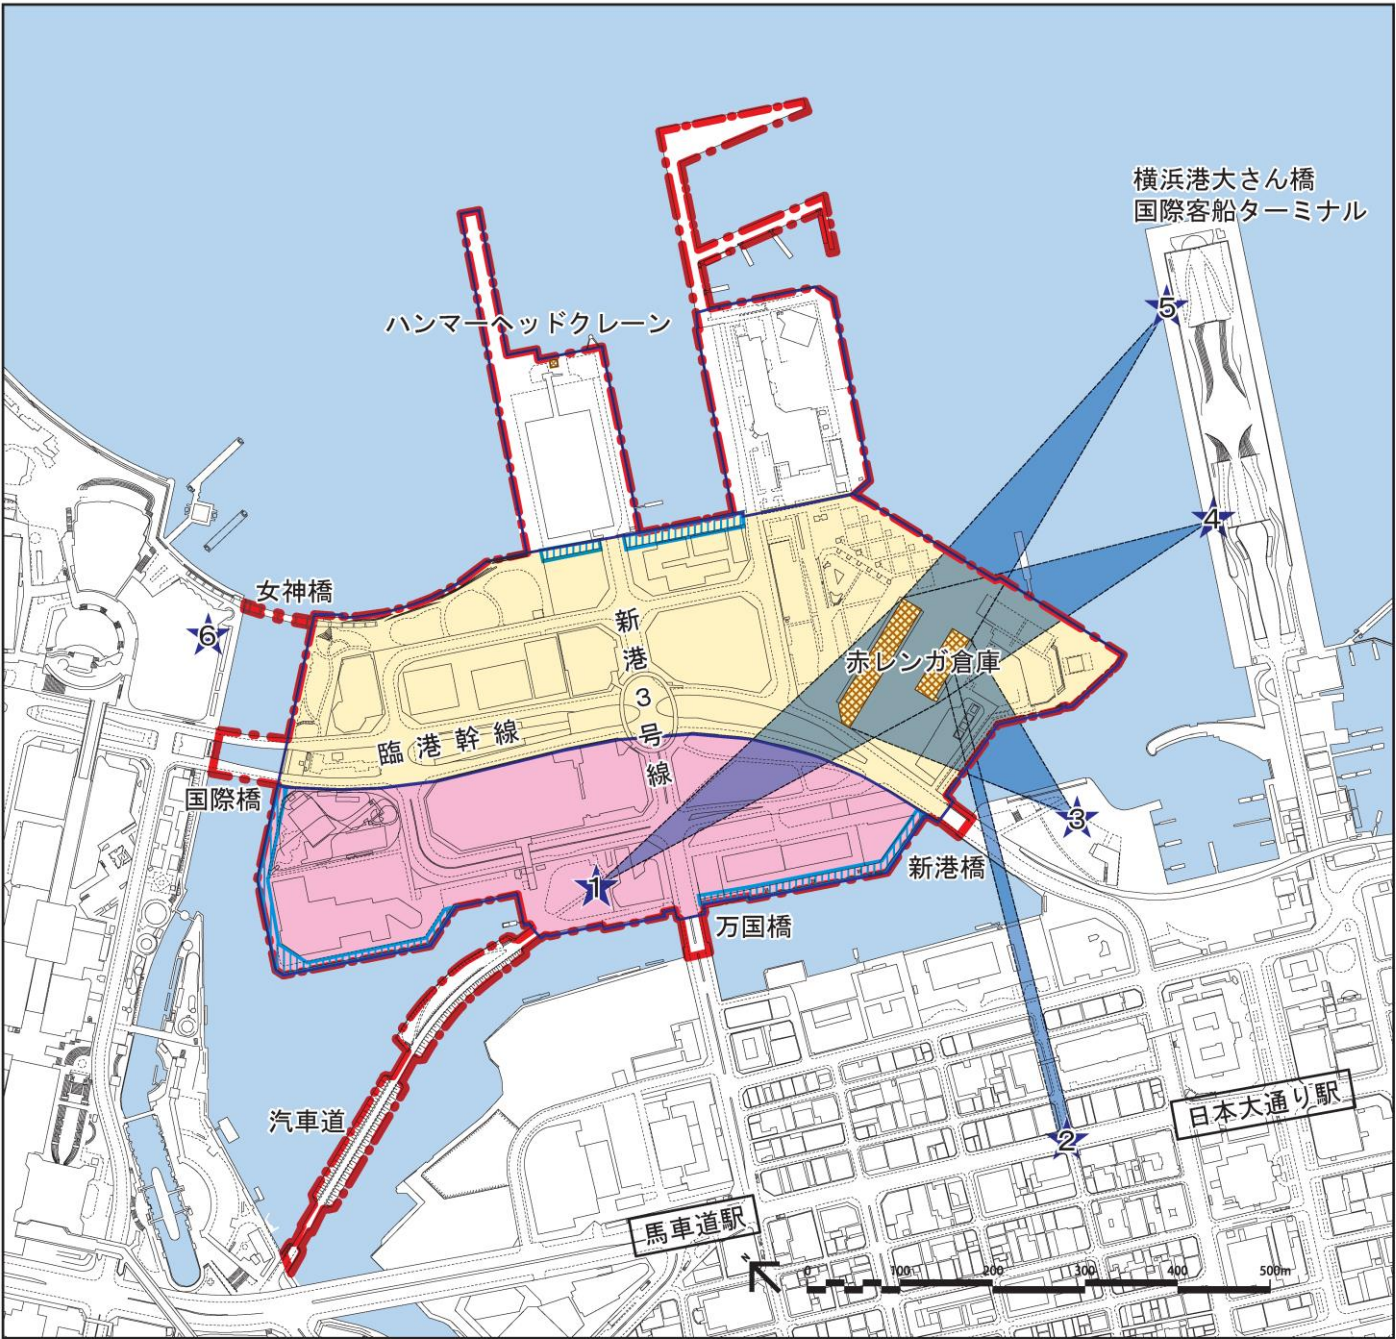 横浜港大さん橋
国際客船ターミナル
5
ハンマーヘッドクレーン
4
女神橋
6
新港3号線
赤レンガ倉庫
臨港幹線
国際橋
3
新港橋
1
万国橋
汽車道
日本大通り駅
2
馬車道駅
0 100 200 300 400 500m